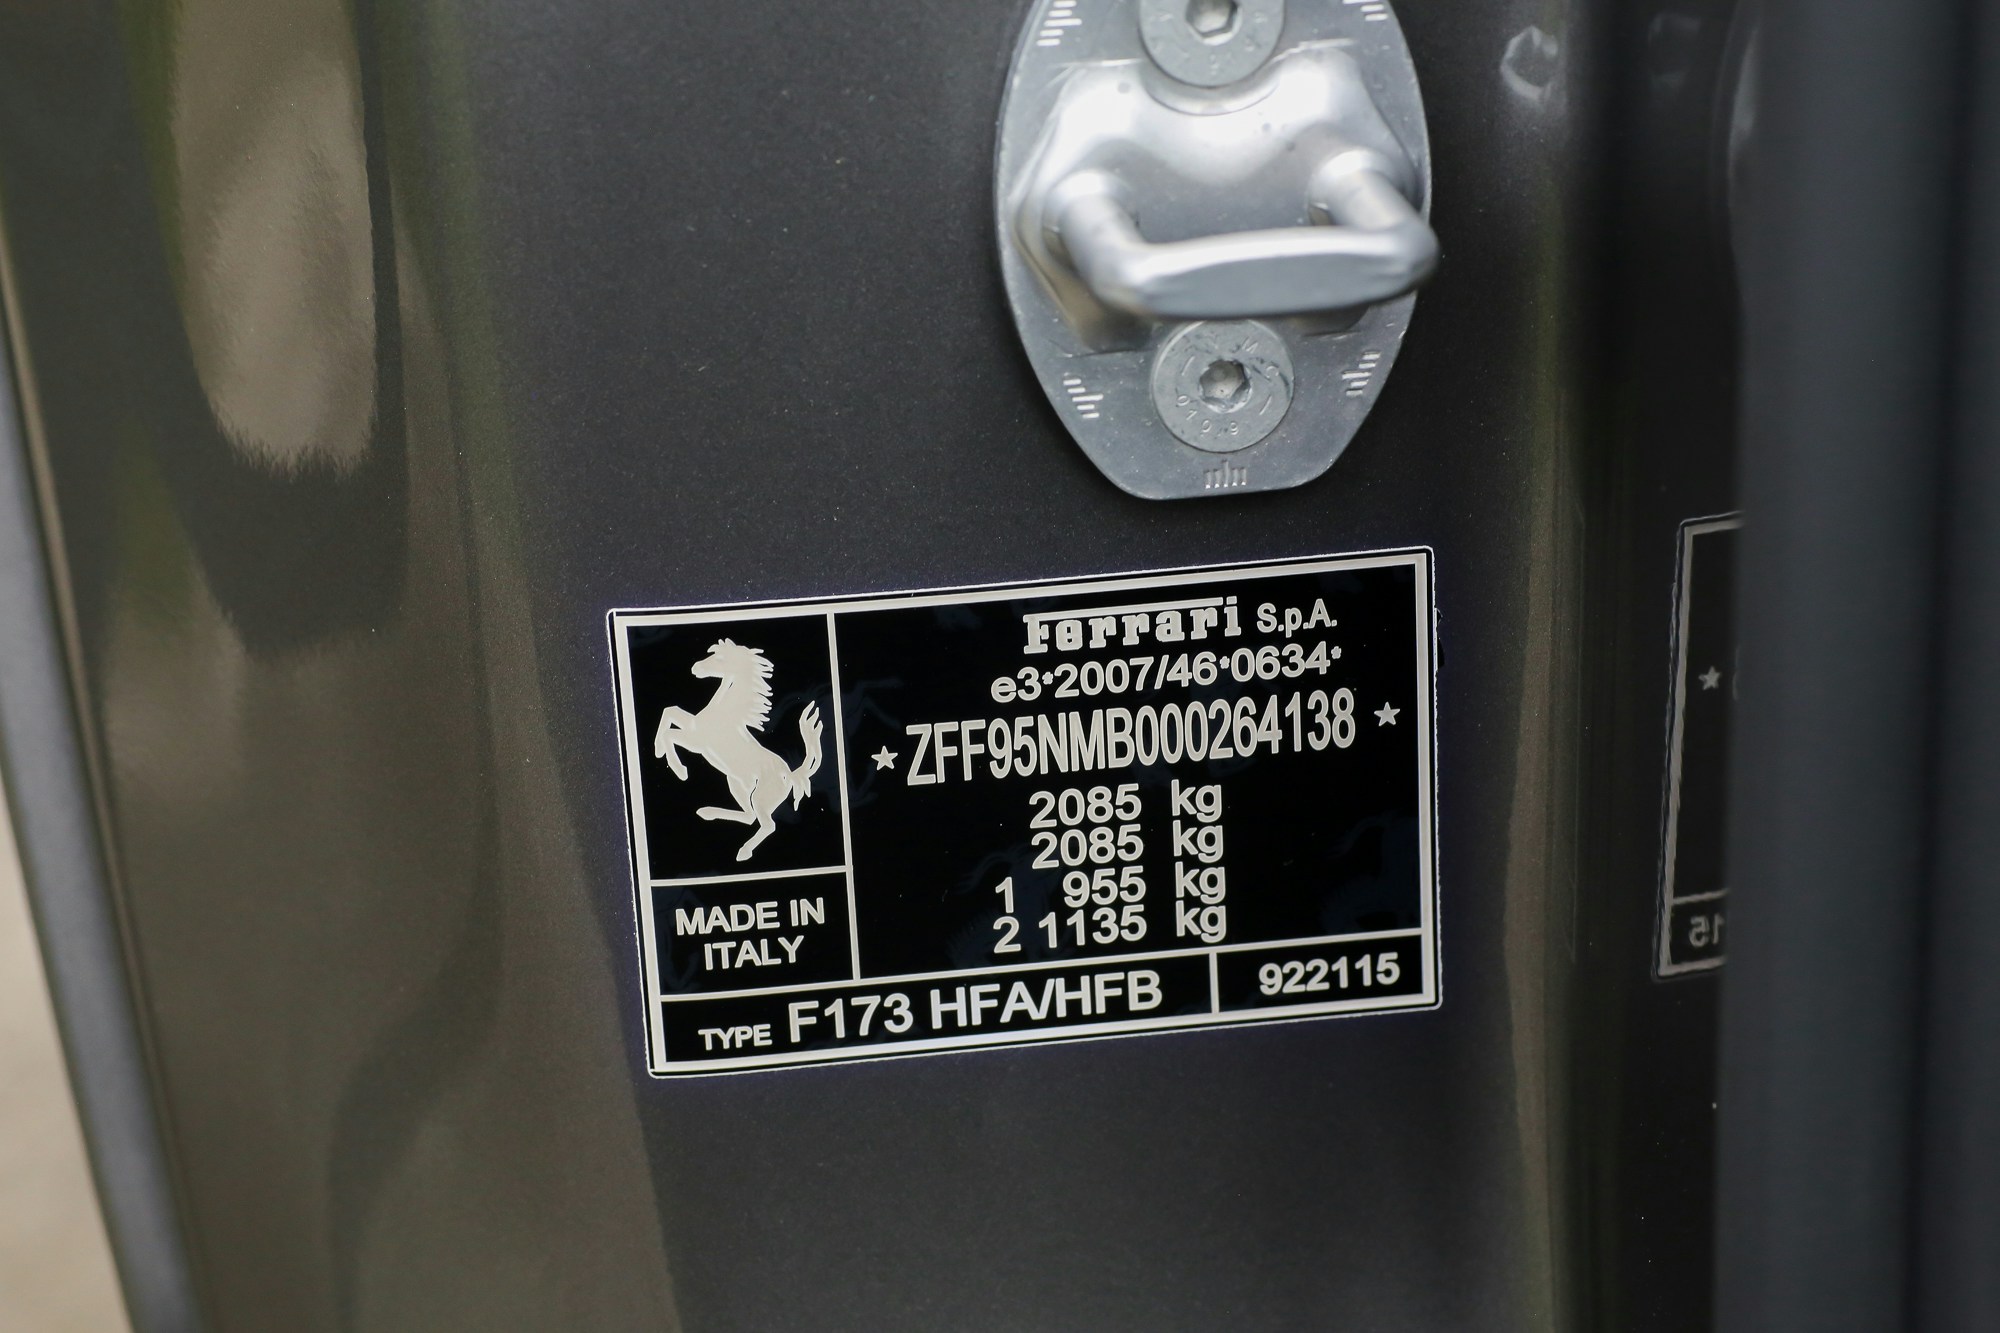 Ferrari S.p.A.
e3*2007/46*0634*
★ ZFF95NMB000264138 ★
2085 kg
2085 kg
1 955 kg
2 1135 kg
MADE IN
ITALY
TYPE F173 HFA/HFB
922115